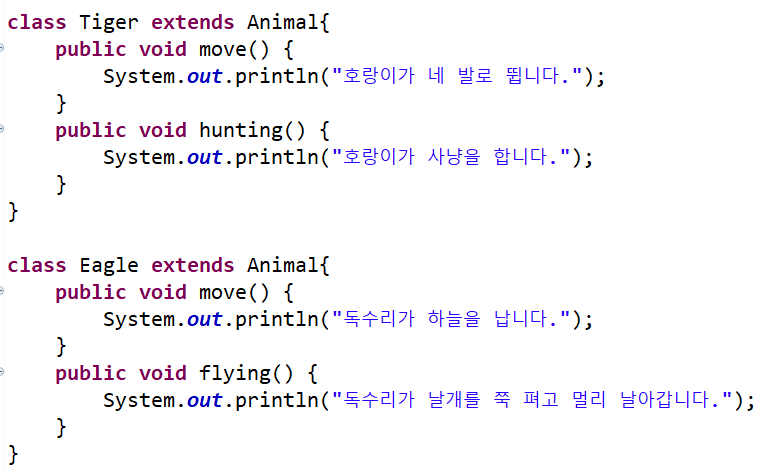 class Tiger extends Animal{
    public void move() {
        System.out.println("호랑이가 네 발로 뜁니다.");
    }
    public void hunting() {
        System.out.println("호랑이가 사냥을 합니다.");
    }
}

class Eagle extends Animal{
    public void move() {
        System.out.println("독수리가 하늘을 납니다.");
    }
    public void flying() {
        System.out.println("독수리가 날개를 쭉 펴고 멀리 날아갑니다.");
    }
}